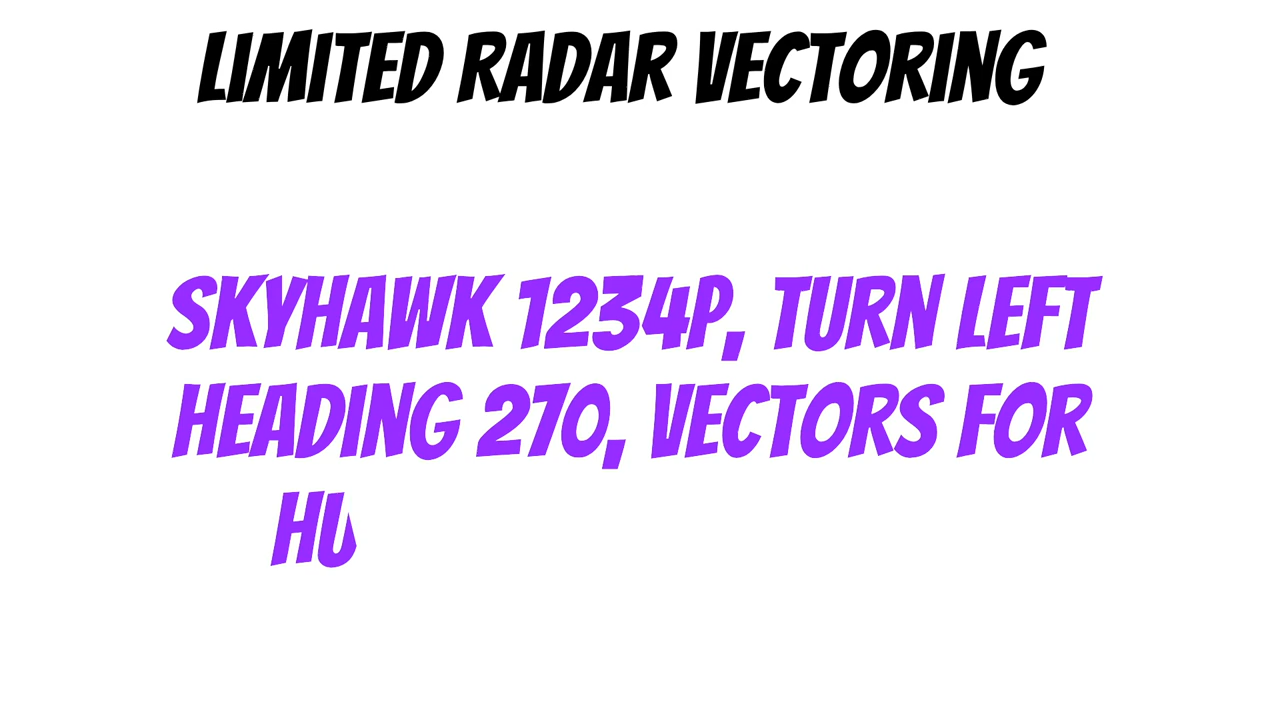 LIMITED RADAR VECTORING
SKYHAWK 1234P, TURN LEFT
HEADING 270, VECTORS FOR
HU